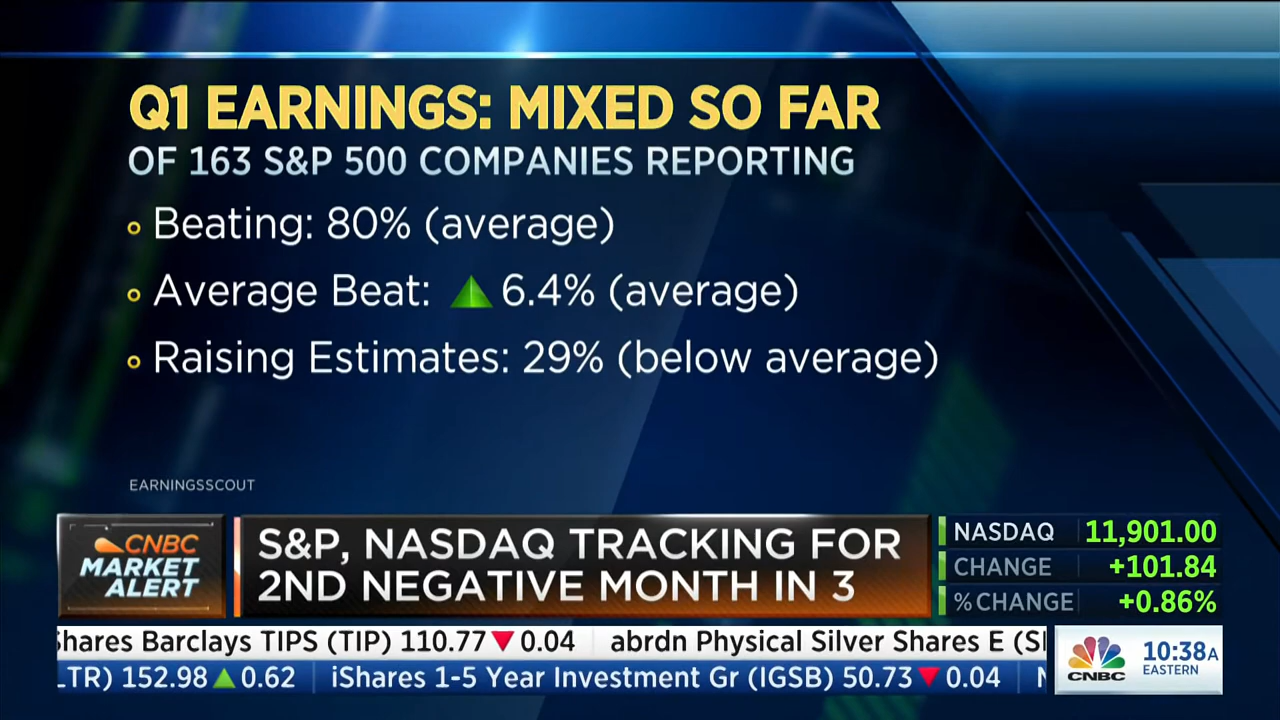 Q1 EARNINGS: MIXED SO FAR
OF 163 S&P 500 COMPANIES REPORTING
Beating: 80% (average)
Average Beat: ▲ 6.4% (average)
Raising Estimates: 29% (below average)
EARNINGSSCOUT
CNBC
MARKET
ALERT
S&P, NASDAQ TRACKING FOR
2ND NEGATIVE MONTH IN 3
NASDAQ 11,901.00
CHANGE +101.84
% CHANGE +0.86%
Shares Barclays TIPS (TIP) 110.77 ▼ 0.04 abrdn Physical Silver Shares E (SI
LTR) 152.98 ▲ 0.62 iShares 1-5 Year Investment Gr (IGSB) 50.73 ▼ 0.04
CNBC
10:38A
EASTERN